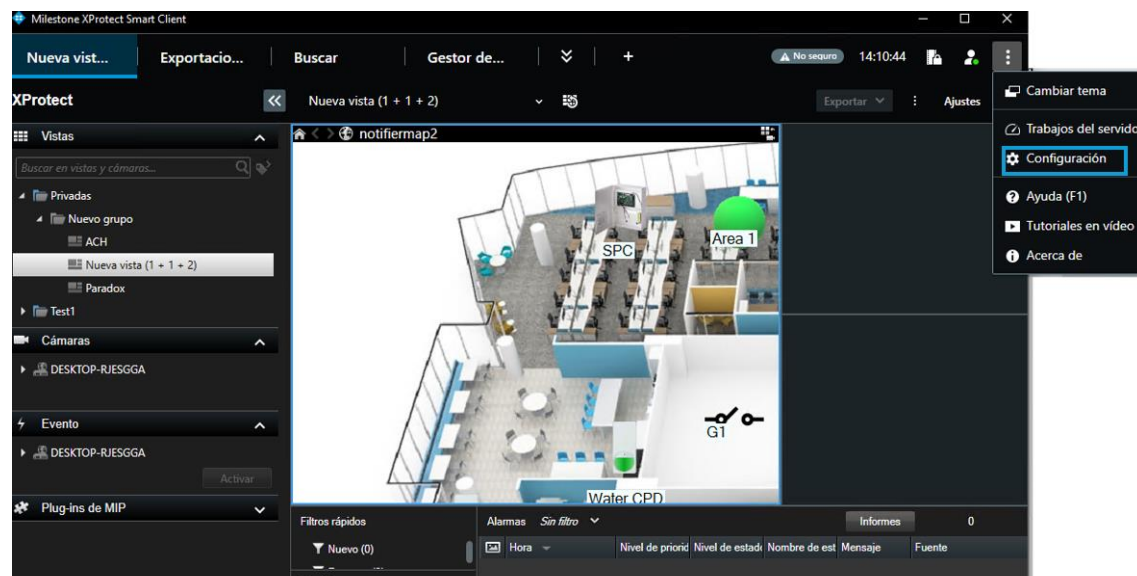 Milestone XProtect Smart Client
Nueva vist... Exportacio... Buscar Gestor de... + No seguro 14:10:44
XProtect Nueva vista (1 + 1 + 2) Exportar Ajustes
Cambiar tema
Trabajos del servido
Configuración
Ayuda (F1)
Tutoriales en vídeo
Acerca de
Vistas
Buscar en vistas y cámaras...
Privadas
Nuevo grupo
ACH
Nueva vista (1 + 1 + 2)
Paradox
Test1
Cámaras
DESKTOP-RJESGGA
Evento
DESKTOP-RJESGGA
Activar
Plug-ins de MIP
notifiermap2
SPC
Area 1
G1
Water CPD
Filtros rápidos
Nuevo (0)
Alarmas Sin filtro Informes 0
Hora Nivel de priorid Nivel de estad Nombre de est Mensaje Fuente